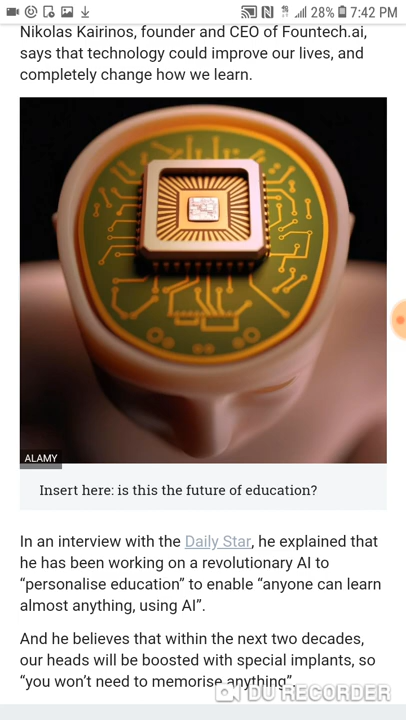 28% 7:42 PM
Nikolas Kairinos, founder and CEO of Fountech.ai,
says that technology could improve our lives, and
completely change how we learn.
ALAMY
Insert here: is this the future of education?
In an interview with the Daily Star, he explained that
he has been working on a revolutionary AI to
“personalise education” to enable “anyone can learn
almost anything, using AI”.
And he believes that within the next two decades,
our heads will be boosted with special implants, so
“you won’t need to memorise anything”.
DU RECORDER